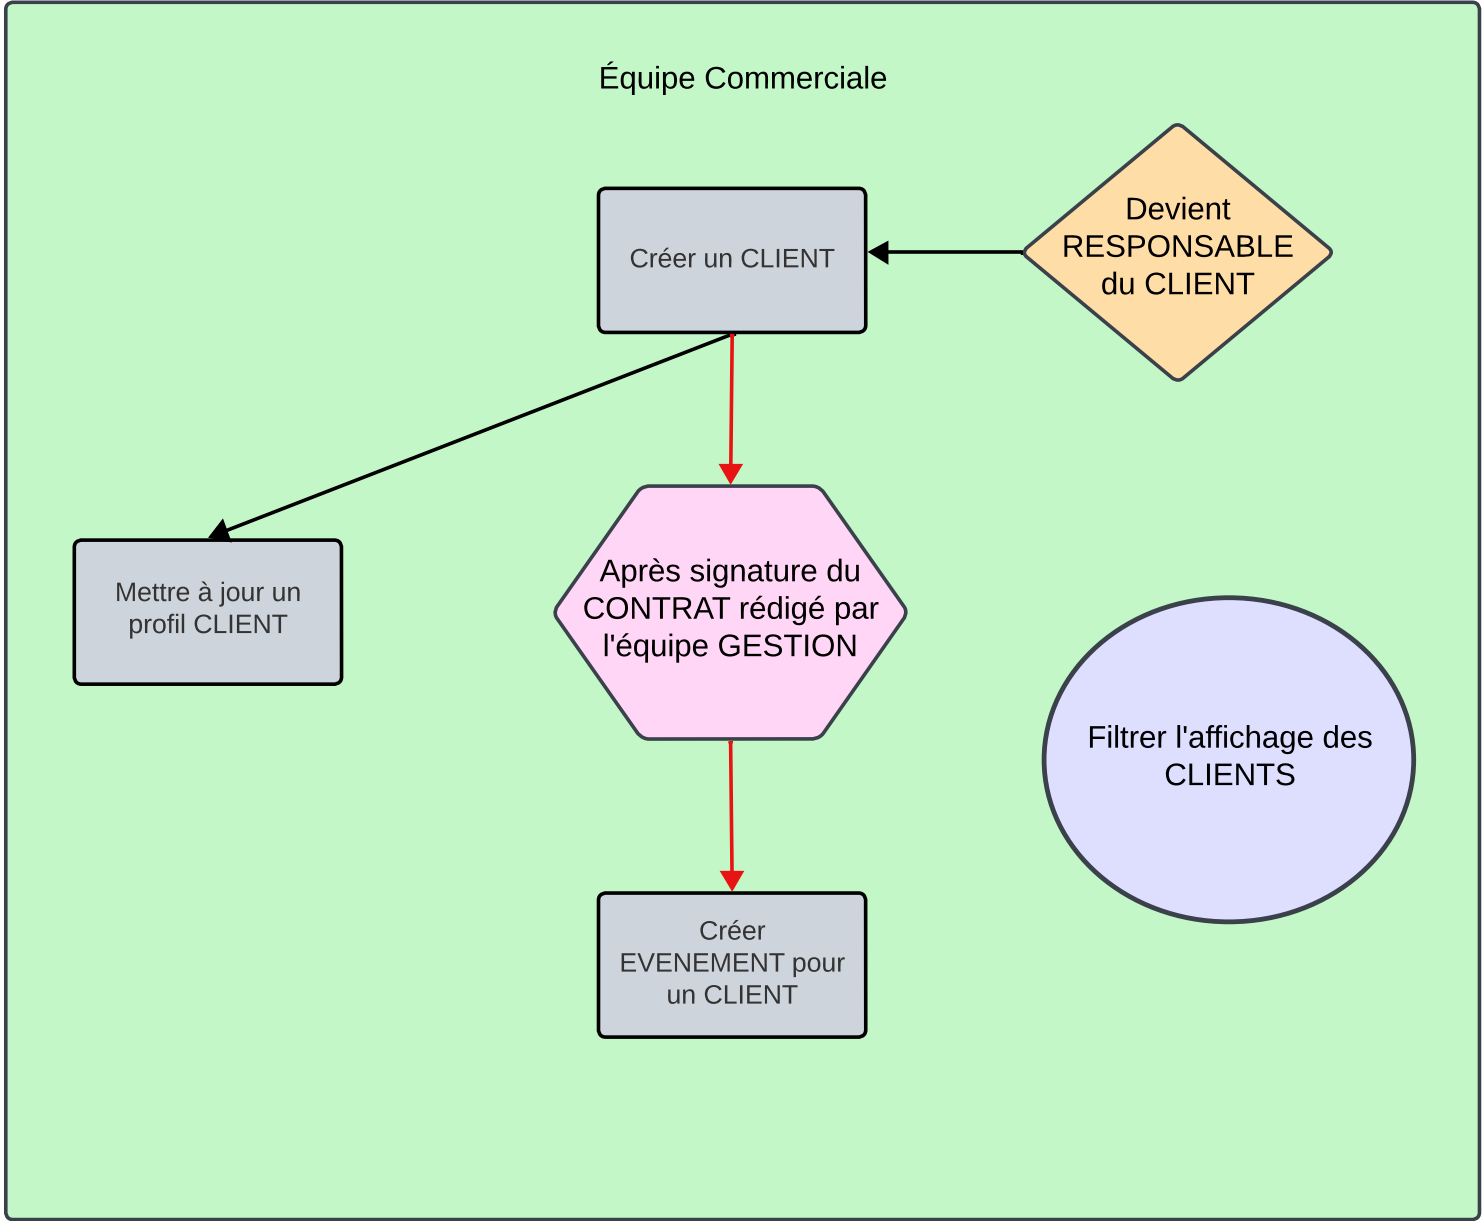 Équipe Commerciale
Devient
RESPONSABLE
du CLIENT
Créer un CLIENT
Mettre à jour un
profil CLIENT
Après signature du
CONTRAT rédigé par
l'équipe GESTION
Filtrer l'affichage des
CLIENTS
Créer
EVENEMENT pour
un CLIENT